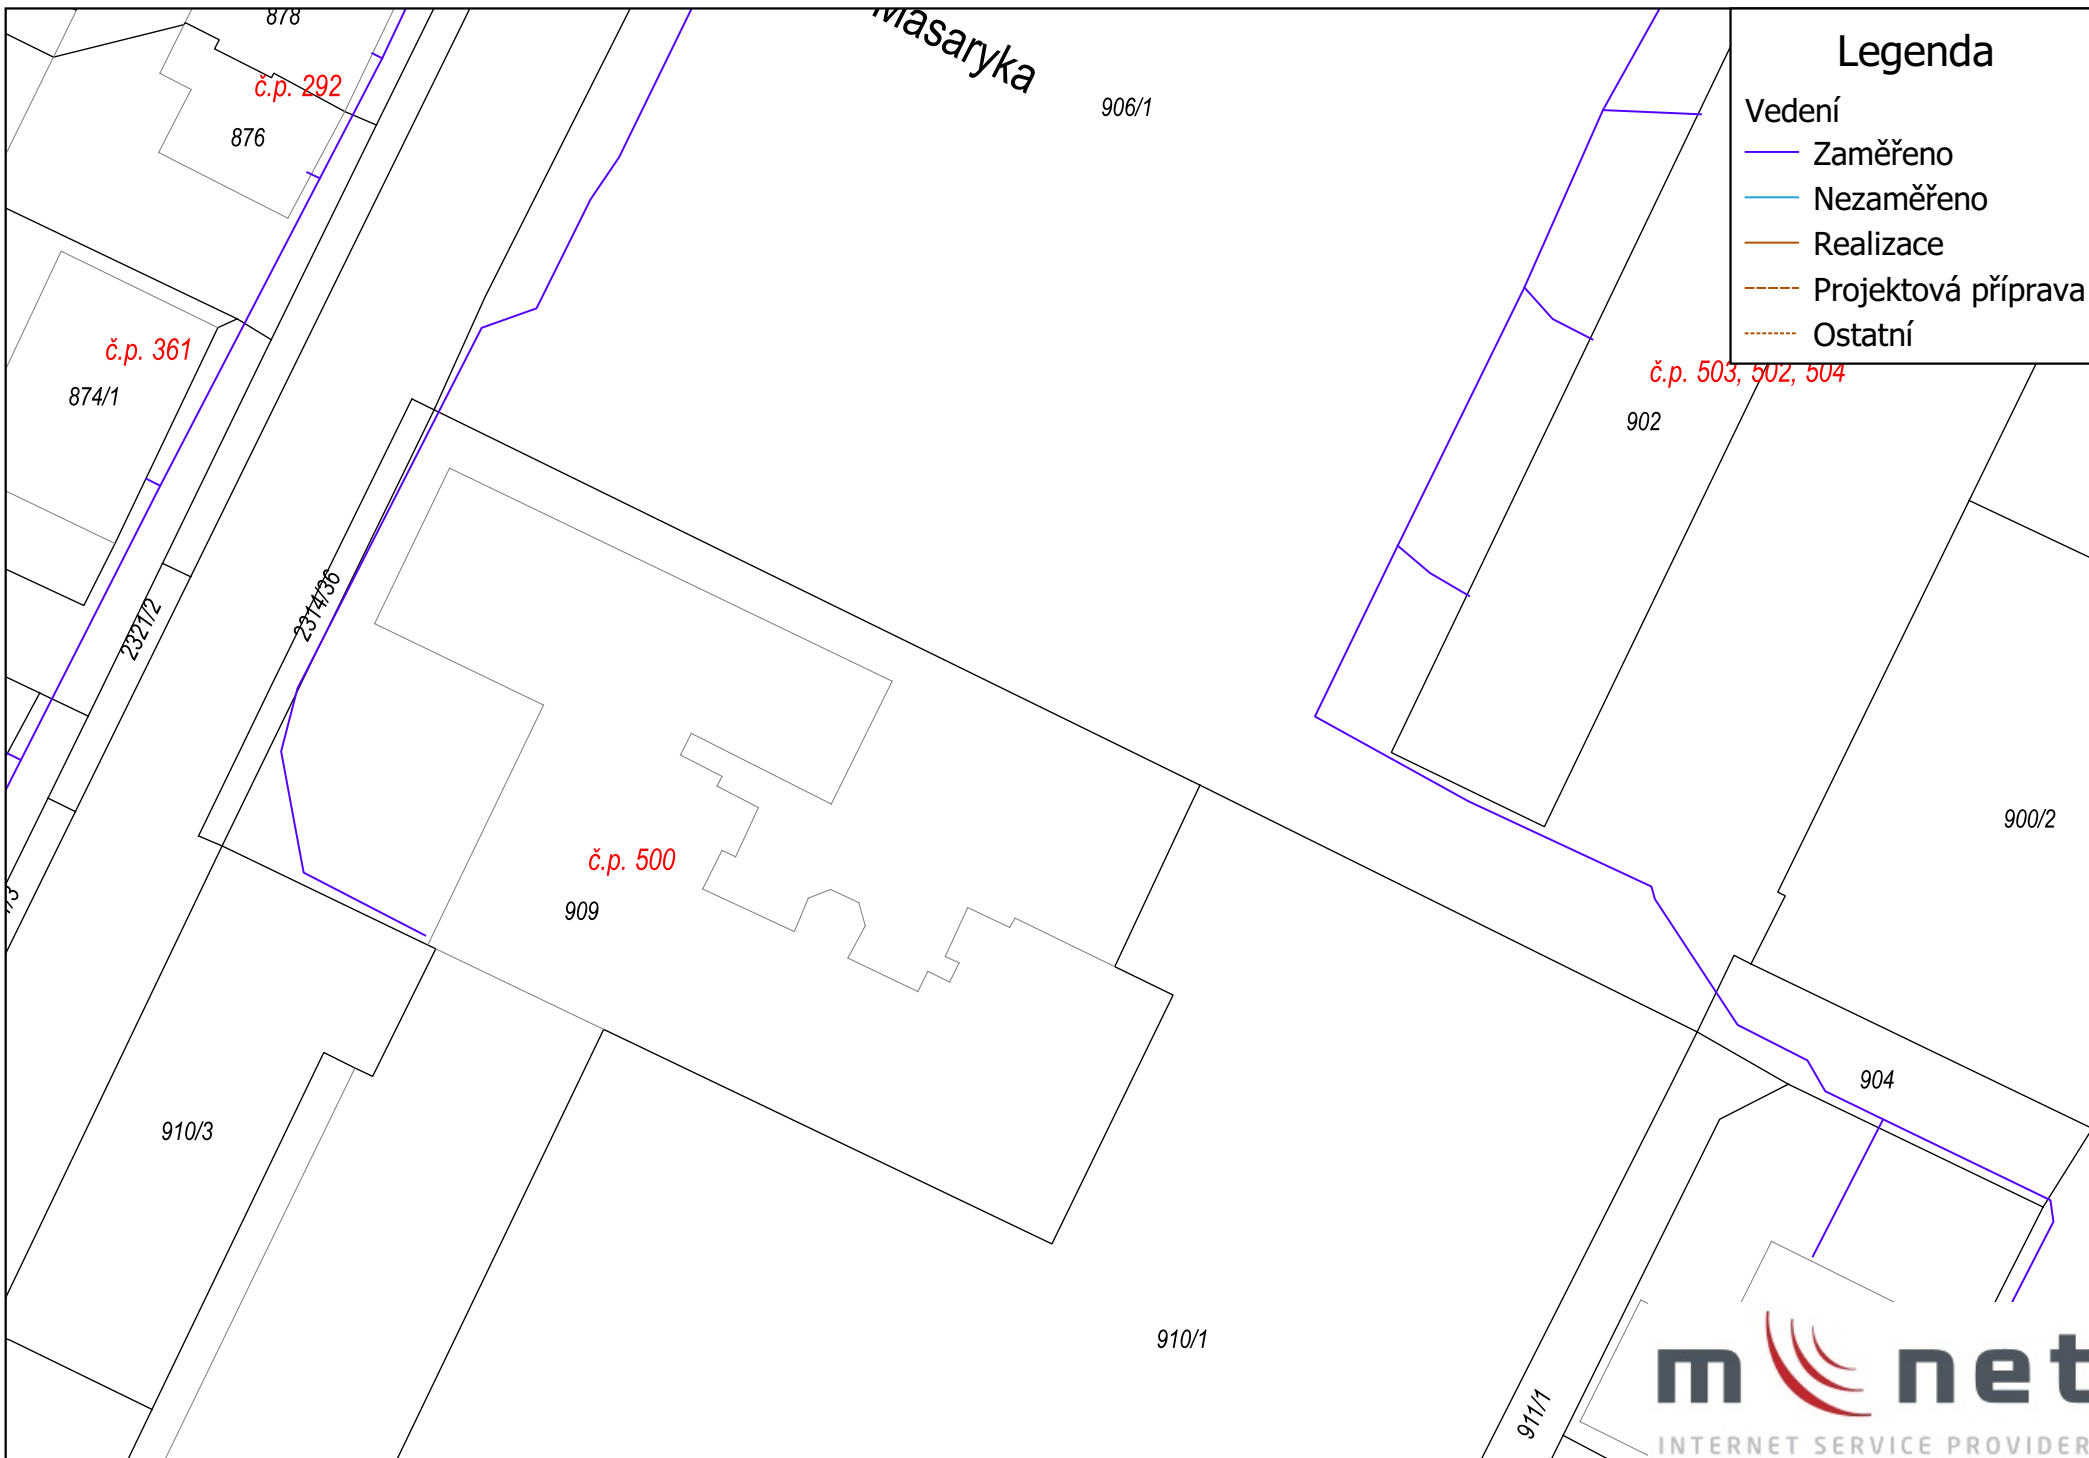 878
Masaryka
č.p. 292
876
906/1
Legenda
Vedení
Zaměřeno
Nezaměřeno
Realizace
Projektová příprava
Ostatní
č.p. 361
874/1
č.p. 503, 502, 504
902
2321/2
2314/36
900/2
č.p. 500
909
904
910/3
910/1
911/1
m net
INTERNET SERVICE PROVIDER